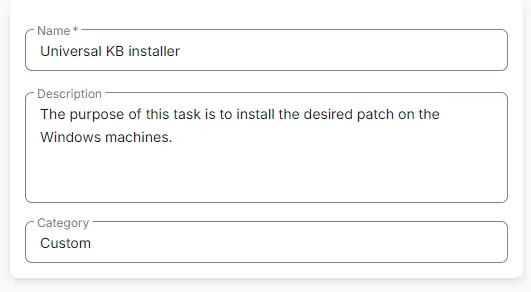 Name *
Universal KB installer
Description
The purpose of this task is to install the desired patch on the
Windows machines.
Category
Custom